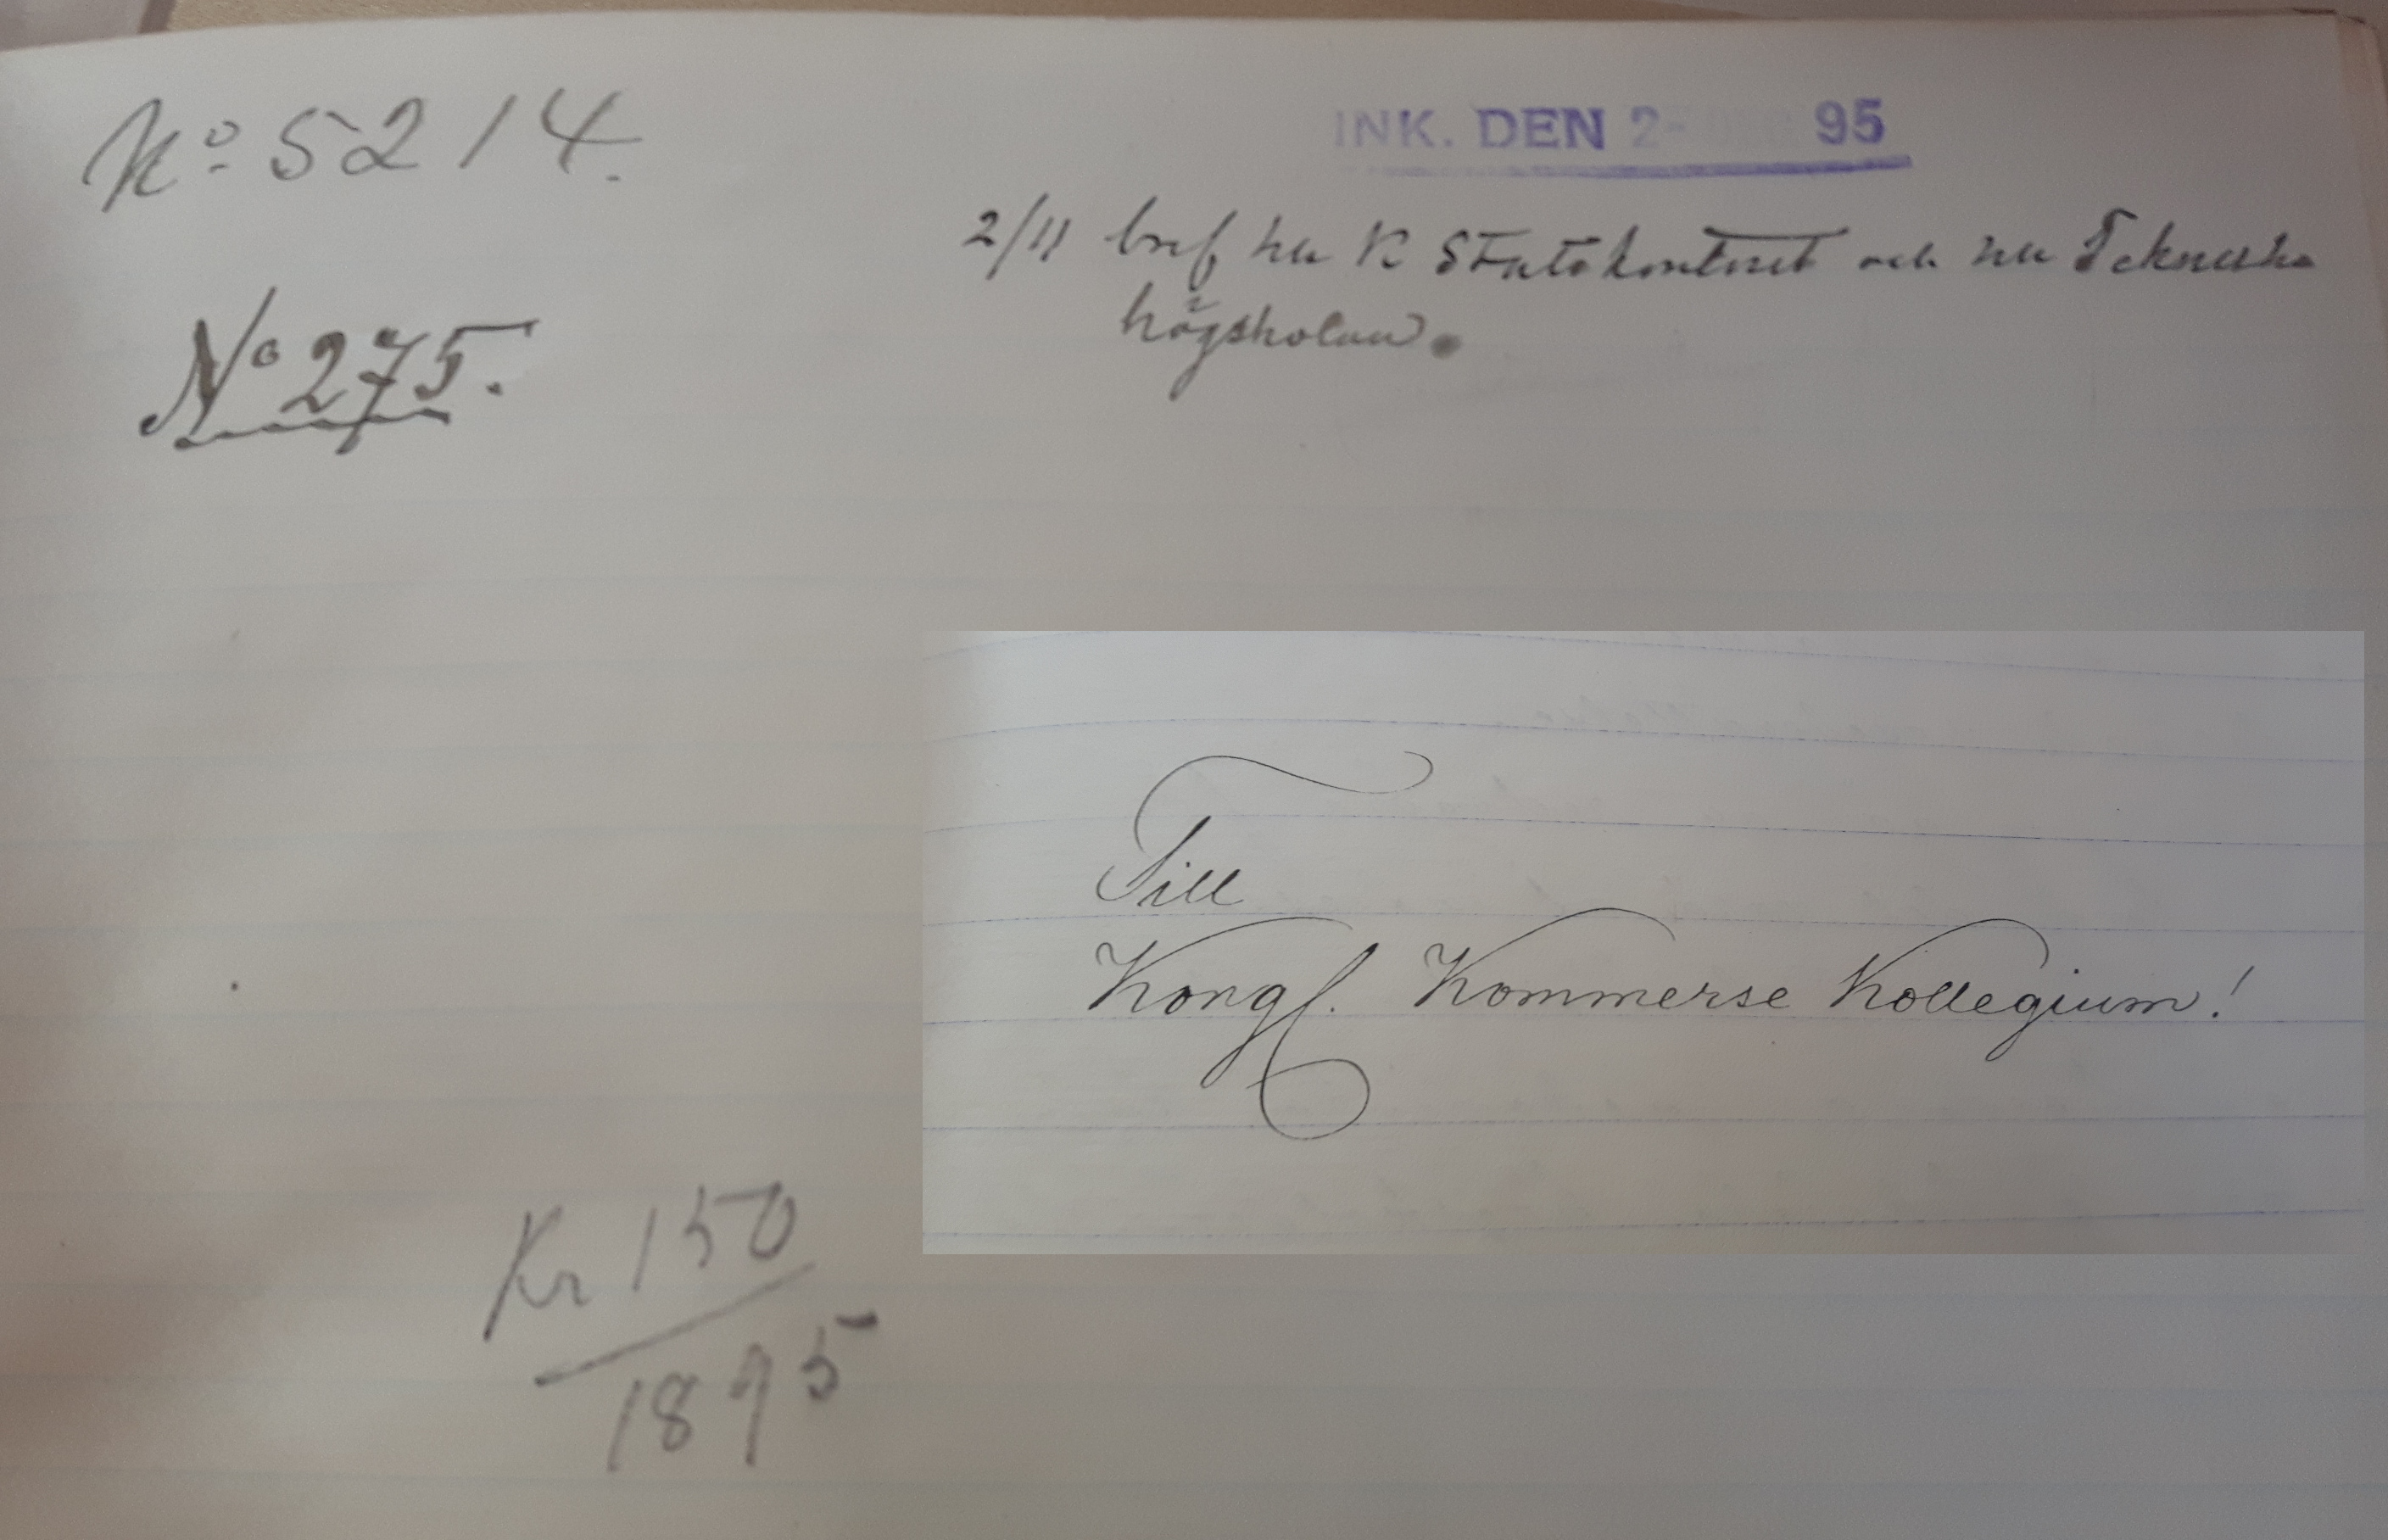 No 5214.
INK. DEN 2- 95
2/11 bref till K Statskontoret och till Tekniska
högskolan.
No 275.
Till
Kongl. Kommerse Kollegium!
Kr 150
1895